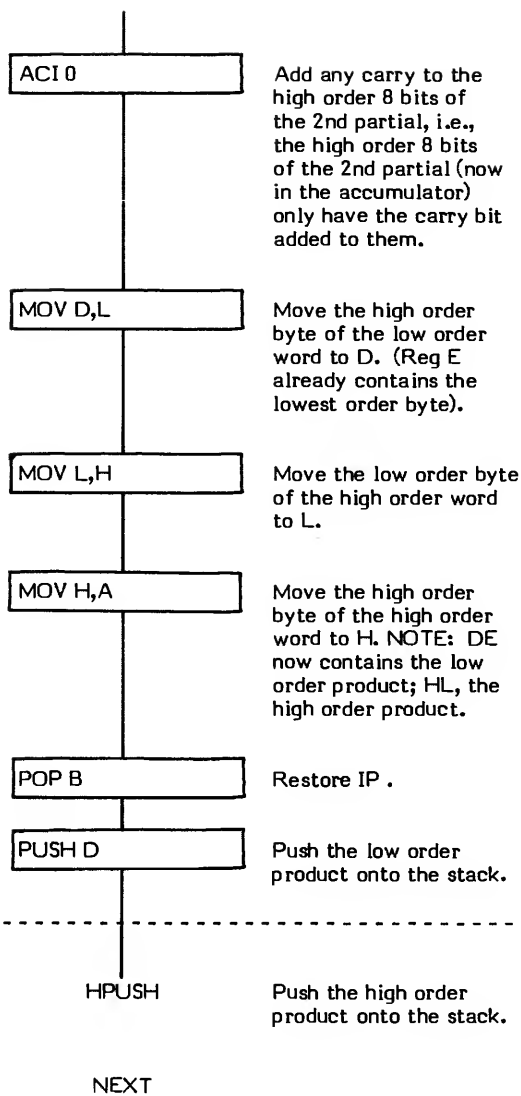 ACI 0
Add any carry to the
high order 8 bits of
the 2nd partial, i.e.,
the high order 8 bits
of the 2nd partial (now
in the accumulator)
only have the carry bit
added to them.
MOV D,L
Move the high order
byte of the low order
word to D. (Reg E
already contains the
lowest order byte).
MOV L,H
Move the low order byte
of the high order word
to L.
MOV H,A
Move the high order
byte of the high order
word to H. NOTE: DE
now contains the low
order product; HL, the
high order product.
POP B
Restore IP .
PUSH D
Push the low order
product onto the stack.
HPUSH
Push the high order
product onto the stack.
NEXT